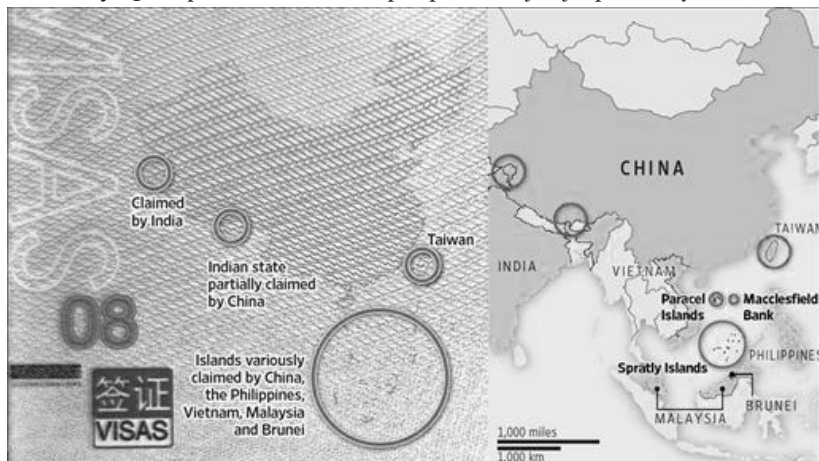 VISAS
Claimed
by India
Indian state
partially claimed
by China
Taiwan
08
Islands variously
claimed by China,
the Philippines,
Vietnam, Malaysia
and Brunei
签证
VISAS
CHINA
TAIWAN
INDIA
VIETNAM
Paracel
Islands
Macclesfield
Bank
PHILIPPINES
Spratly Islands
BRUNEI
MALAYSIA
1,000 miles
1,000 km